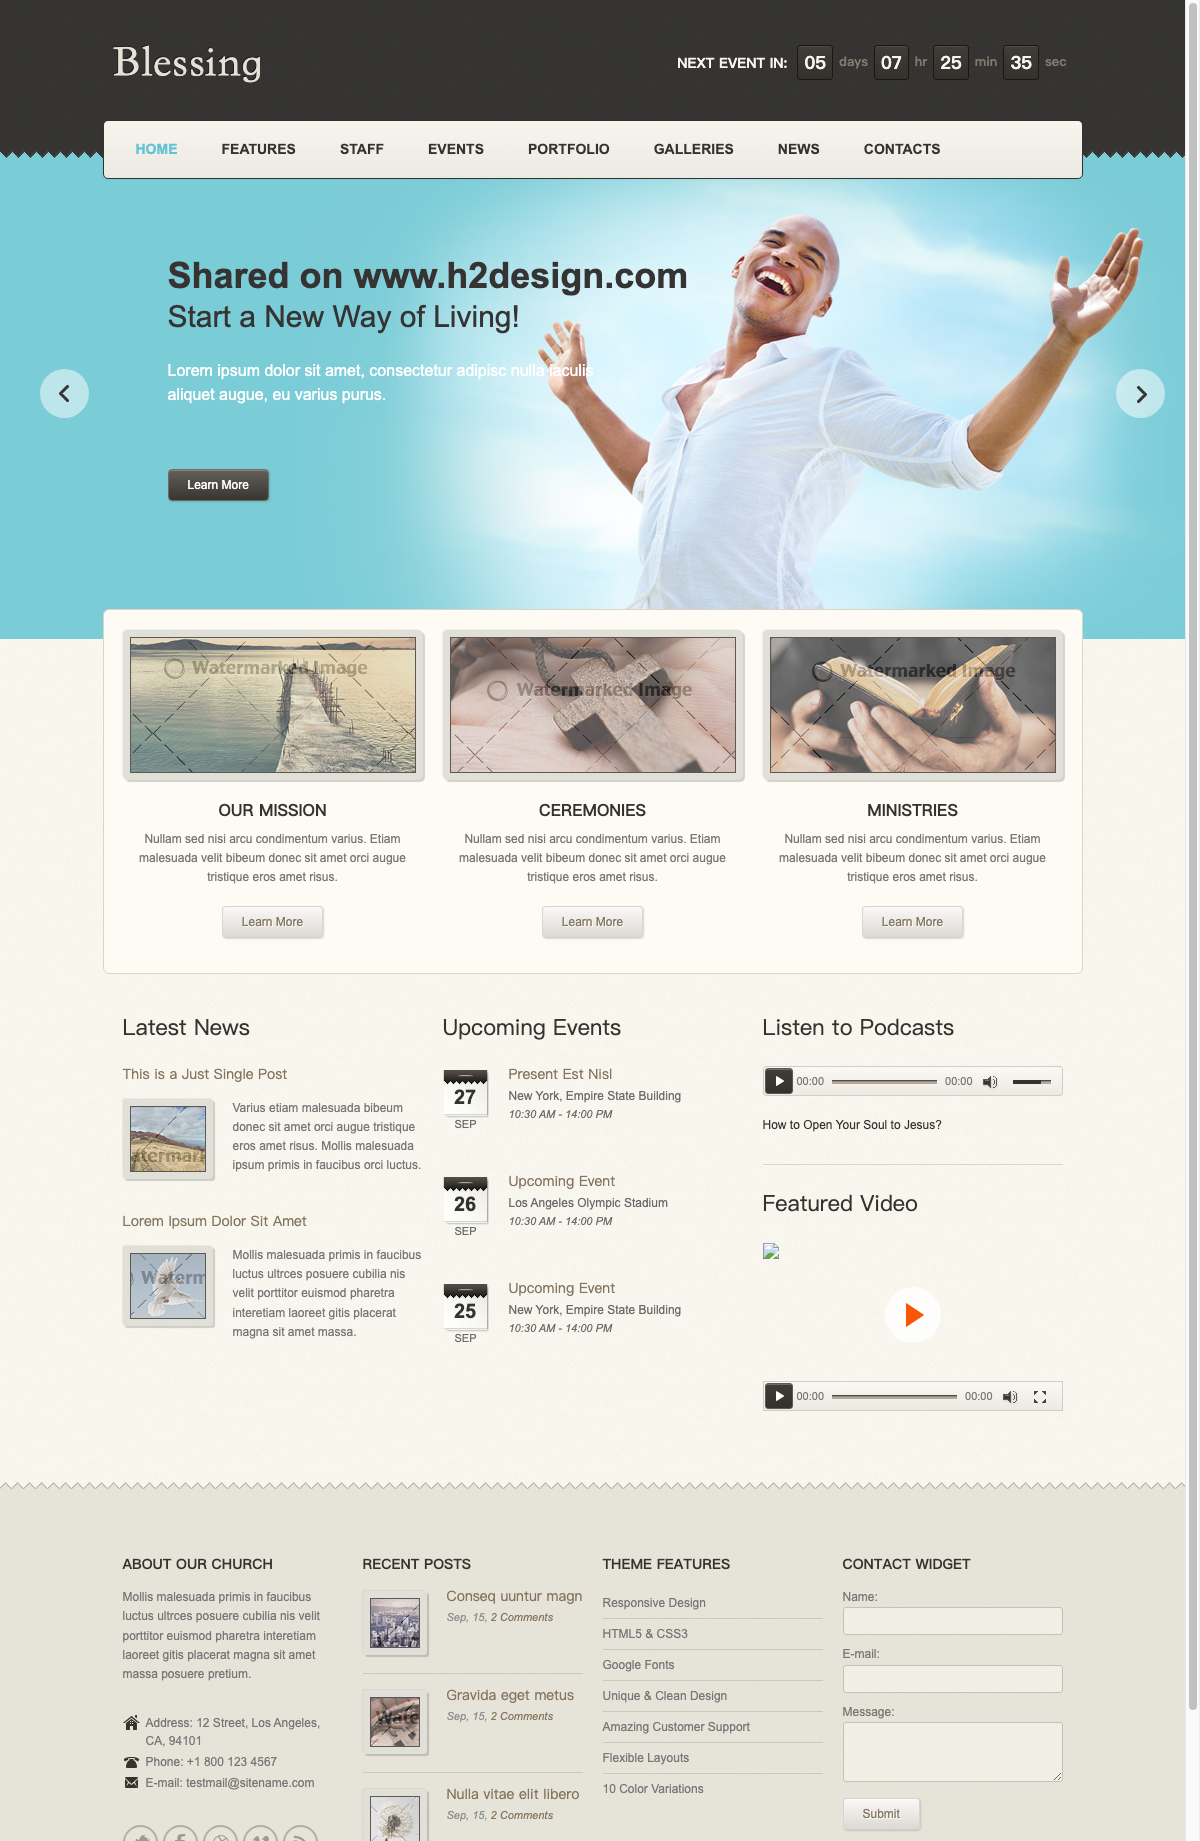 Blessing
NEXT EVENT IN: 05 days 07 hr 25 min 35 sec
HOME FEATURES STAFF EVENTS PORTFOLIO GALLERIES NEWS CONTACTS
Shared on www.h2design.com
Start a New Way of Living!
Lorem ipsum dolor sit amet, consectetur adipisc nulla iaculis
aliquet augue, eu varius purus.
Learn More
Watermarked Image
Watermarked Image
Watermarked Image
OUR MISSION
Nullam sed nisi arcu condimentum varius. Etiam
malesuada velit bibeum donec sit amet orci augue
tristique eros amet risus.
Learn More
CEREMONIES
Nullam sed nisi arcu condimentum varius. Etiam
malesuada velit bibeum donec sit amet orci augue
tristique eros amet risus.
Learn More
MINISTRIES
Nullam sed nisi arcu condimentum varius. Etiam
malesuada velit bibeum donec sit amet orci augue
tristique eros amet risus.
Learn More
Latest News
This is a Just Single Post
atermark
Varius etiam malesuada bibeum
donec sit amet orci augue tristique
eros amet risus. Mollis malesuada
ipsum primis in faucibus orci luctus.
Lorem Ipsum Dolor Sit Amet
Waterm
Mollis malesuada primis in faucibus
luctus ultrces posuere cubilia nis
velit porttitor euismod pharetra
interetiam laoreet gitis placerat
magna sit amet massa.
Upcoming Events
27
SEP
Present Est Nisl
New York, Empire State Building
10:30 AM - 14:00 PM
26
SEP
Upcoming Event
Los Angeles Olympic Stadium
10:30 AM - 14:00 PM
25
SEP
Upcoming Event
New York, Empire State Building
10:30 AM - 14:00 PM
Listen to Podcasts
00:00 00:00
How to Open Your Soul to Jesus?
Featured Video
00:00 00:00
ABOUT OUR CHURCH
Mollis malesuada primis in faucibus
luctus ultrces posuere cubilia nis velit
porttitor euismod pharetra interetiam
laoreet gitis placerat magna sit amet
massa posuere pretium.
Address: 12 Street, Los Angeles,
CA, 94101
Phone: +1 800 123 4567
E-mail: testmail@sitename.com
RECENT POSTS
Conseq uuntur magn
Sep, 15, 2 Comments
Wate
Gravida eget metus
Sep, 15, 2 Comments
Nulla vitae elit libero
Sep, 15, 2 Comments
THEME FEATURES
Responsive Design
HTML5 & CSS3
Google Fonts
Unique & Clean Design
Amazing Customer Support
Flexible Layouts
10 Color Variations
CONTACT WIDGET
Name:
E-mail:
Message:
Submit